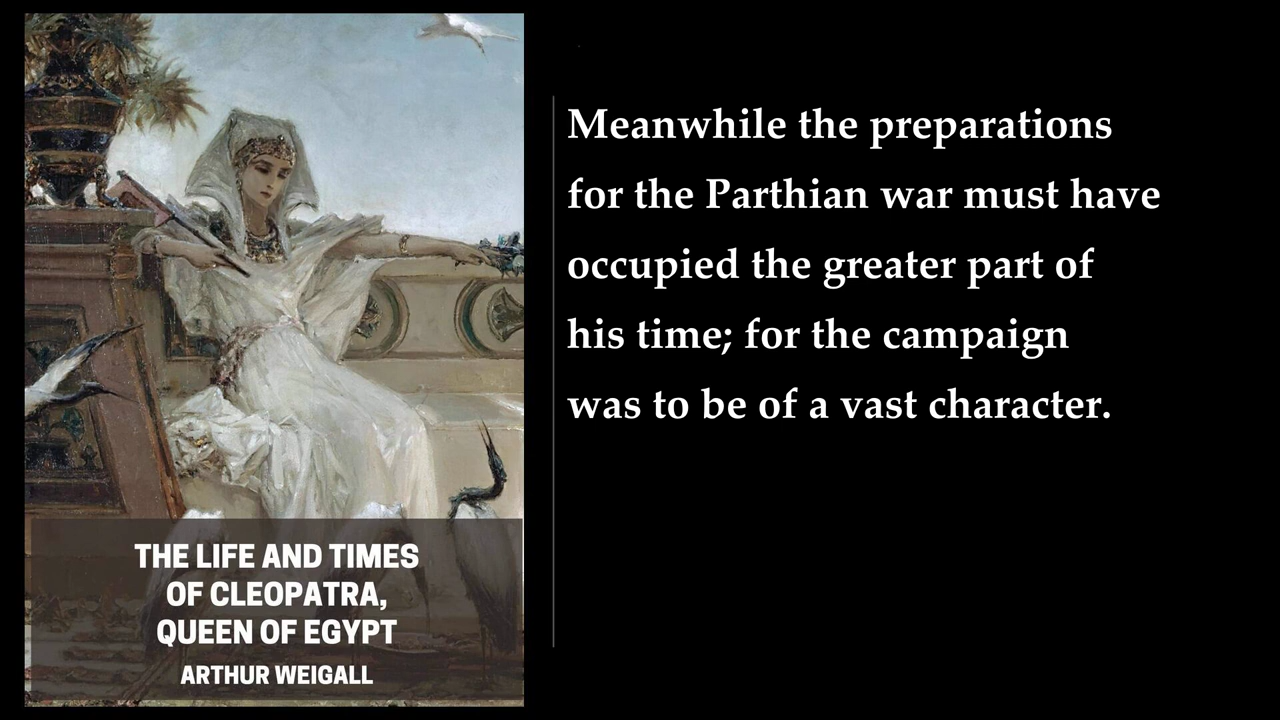 THE LIFE AND TIMES
OF CLEOPATRA,
QUEEN OF EGYPT
ARTHUR WEIGALL
Meanwhile the preparations
for the Parthian war must have
occupied the greater part of
his time; for the campaign
was to be of a vast character.